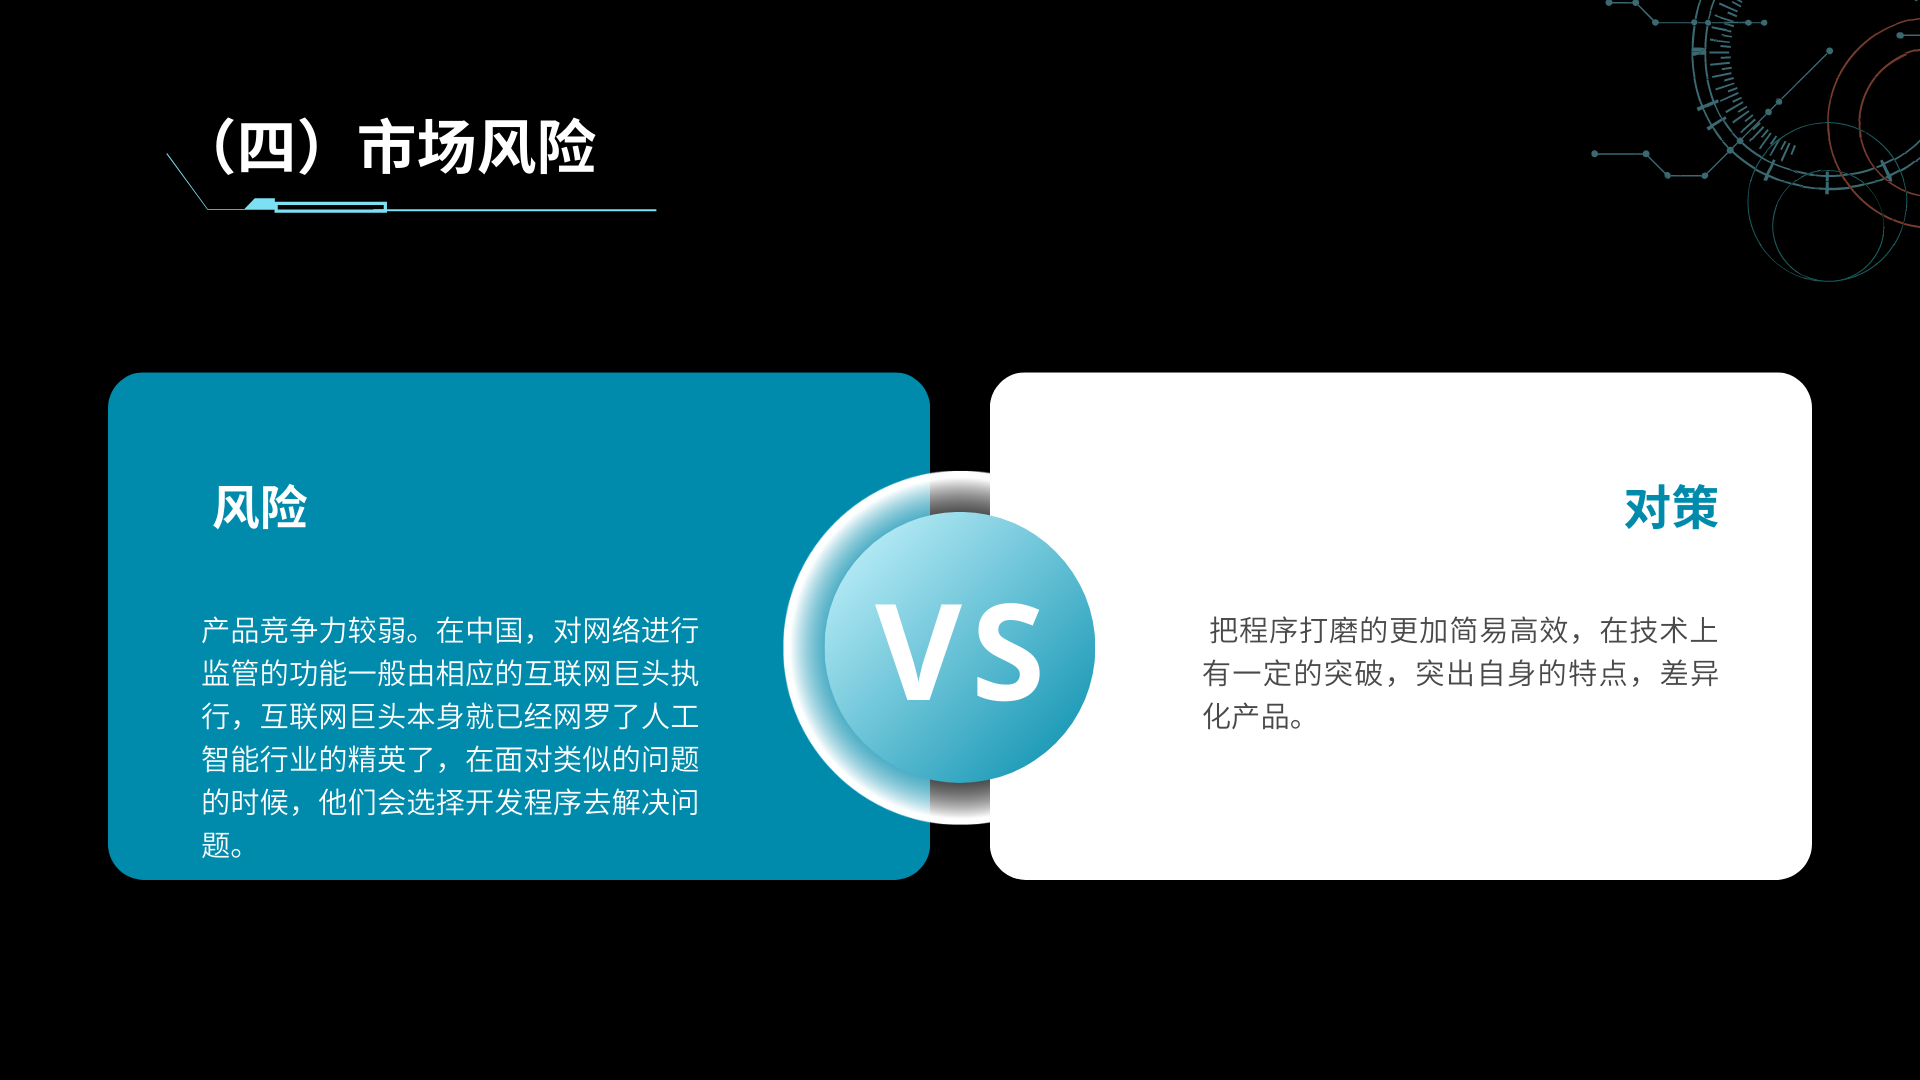 （四）市场风险
风险
产品竞争力较弱。在中国，对网络进行
监管的功能一般由相应的互联网巨头执
行，互联网巨头本身就已经网罗了人工
智能行业的精英了，在面对类似的问题
的时候，他们会选择开发程序去解决问
题。
VS
对策
把程序打磨的更加简易高效，在技术上
有一定的突破，突出自身的特点，差异
化产品。